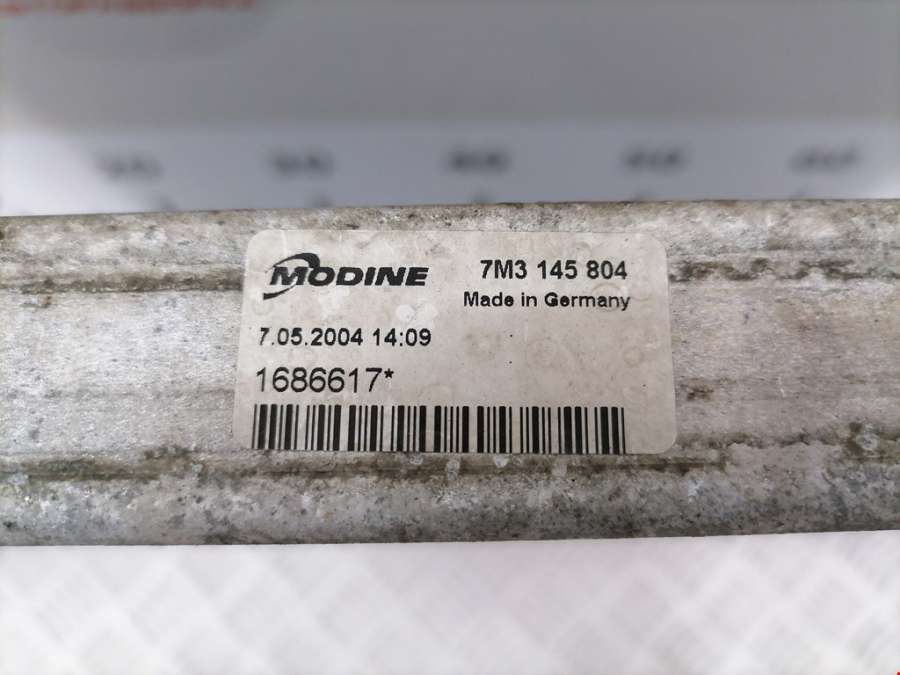 MODINE
7M3 145 804
Made in Germany
7.05.2004 14:09
1686617*